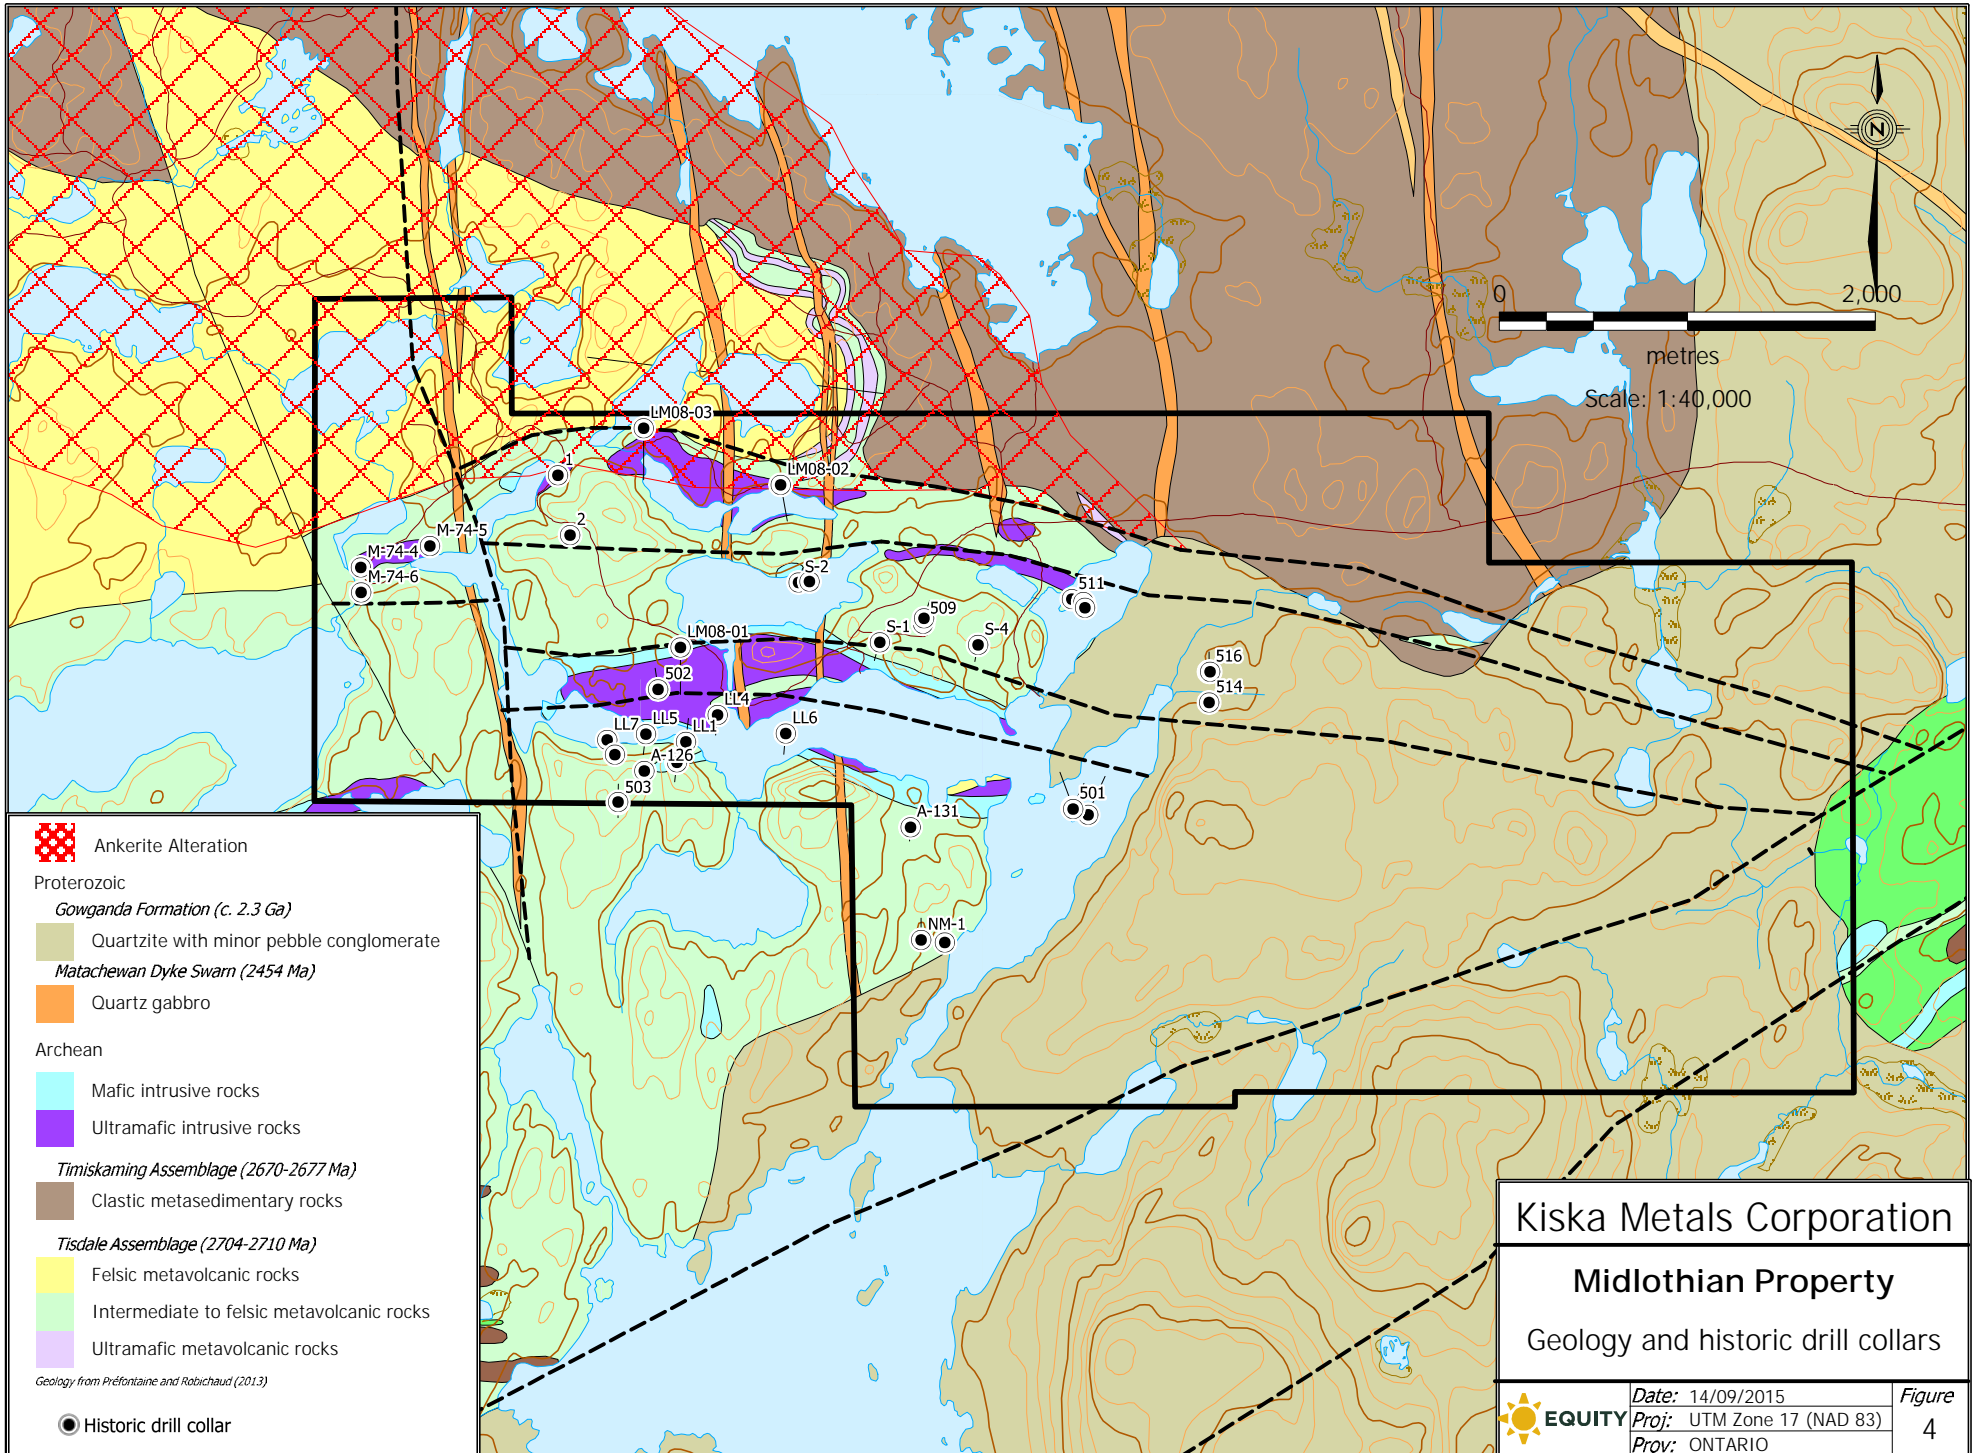 N
0 2,000
metres
Scale: 1:40,000
LM08-03
1
LM08-02
2
M-74-5
M-74-4
M-74-6
S-2
511
509
S-1
S-4
LM08-01
516
502
514
LL4
LL7
LL5
LL1
LL6
A-126
503
501
A-131
NM-1
Ankerite Alteration
Proterozoic
Gowganda Formation (c. 2.3 Ga)
Quartzite with minor pebble conglomerate
Matachewan Dyke Swarn (2454 Ma)
Quartz gabbro
Archean
Mafic intrusive rocks
Ultramafic intrusive rocks
Timiskaming Assemblage (2670-2677 Ma)
Clastic metasedimentary rocks
Tisdale Assemblage (2704-2710 Ma)
Felsic metavolcanic rocks
Intermediate to felsic metavolcanic rocks
Ultramafic metavolcanic rocks
Geology from Préfontaine and Robichaud (2013)
Historic drill collar
Kiska Metals Corporation
Midlothian Property
Geology and historic drill collars
EQUITY
Date: 14/09/2015
Proj: UTM Zone 17 (NAD 83)
Prov: ONTARIO
Figure
4